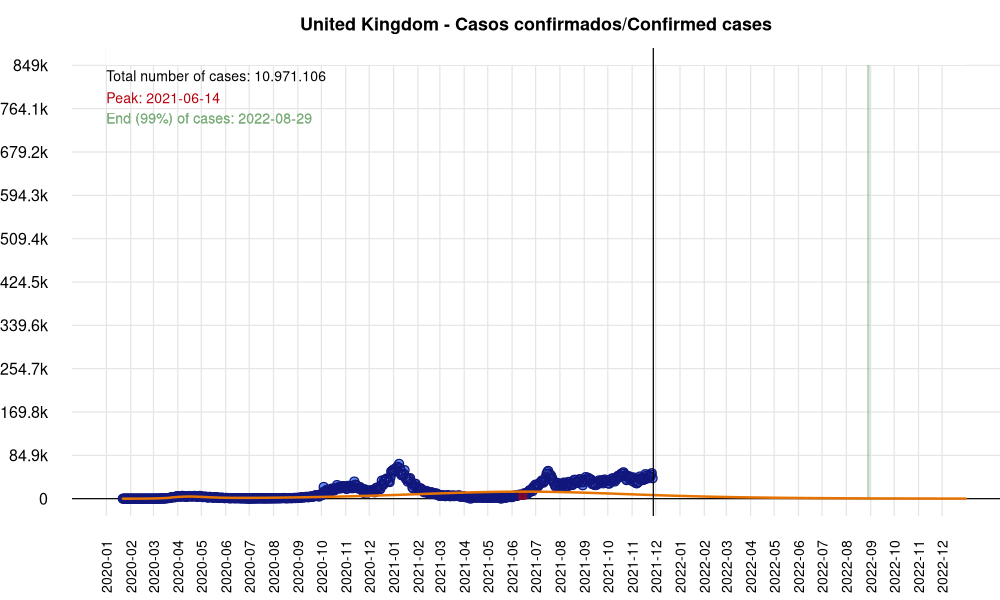 United Kingdom - Casos confirmados/Confirmed cases
849k
Total number of cases: 10.971.106
Peak: 2021-06-14
764.1k
End (99%) of cases: 2022-08-29
679.2k
594.3k
509.4k
424.5k
339.6k
254.7k
169.8k
84.9k
0
2020-01
2020-02
2020-03
2020-04
2020-05
2020-06
2020-07
2020-08
2020-09
2020-10
2020-11
2020-12
2021-01
2021-02
2021-03
2021-04
2021-05
2021-06
2021-07
2021-08
2021-09
2021-10
2021-11
2021-12
2022-01
2022-02
2022-03
2022-04
2022-05
2022-06
2022-07
2022-08
2022-09
2022-10
2022-11
2022-12